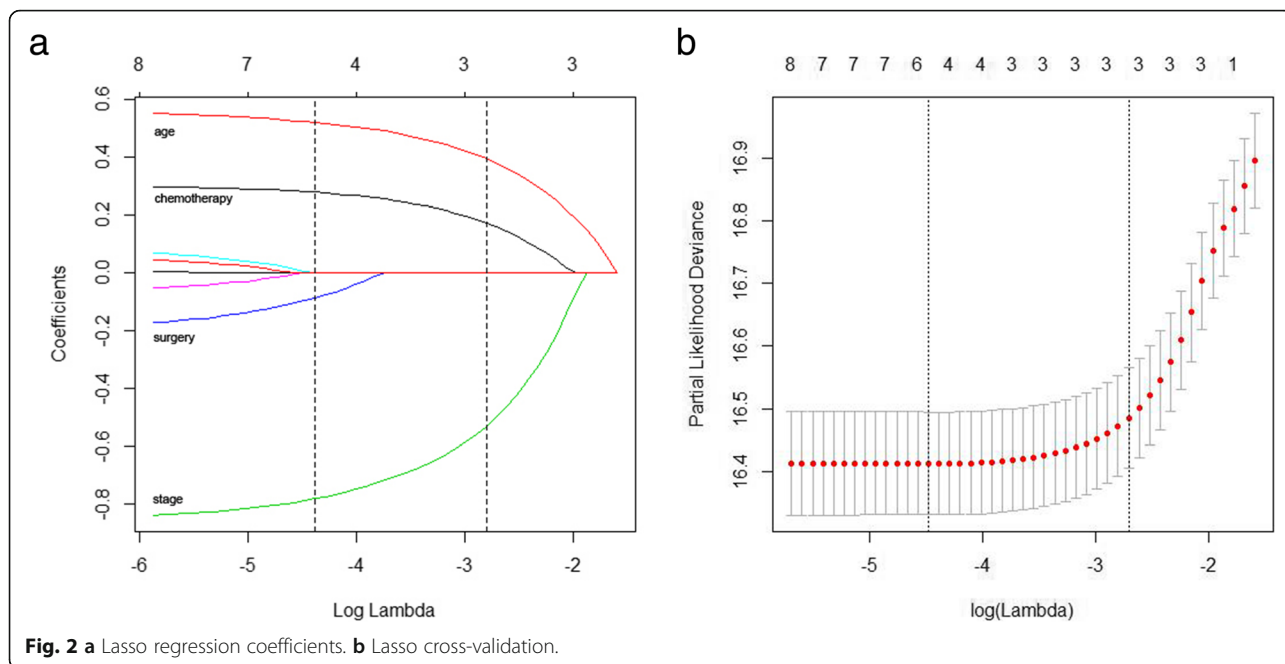 a
8 7 4 3 3
0.6
0.4
0.2
0.0
-0.2
-0.4
-0.6
-0.8
Coefficients
age
chemotherapy
surgery
stage
-6 -5 -4 -3 -2
Log Lambda
b
8 7 7 7 6 4 4 3 3 3 3 3 3 3 1
16.9
16.8
16.7
16.6
16.5
16.4
Partial Likelihood Deviance
-5 -4 -3 -2
log(Lambda)
Fig. 2 a Lasso regression coefficients. b Lasso cross-validation.